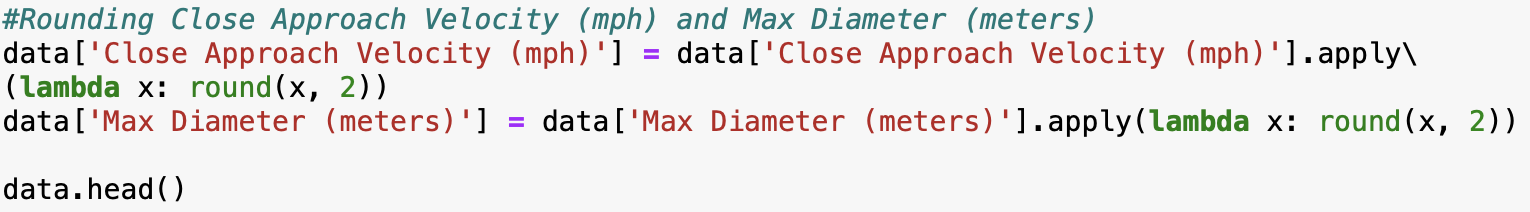 #Rounding Close Approach Velocity (mph) and Max Diameter (meters)
data['Close Approach Velocity (mph)'] = data['Close Approach Velocity (mph)'].apply\
(lambda x: round(x, 2))
data['Max Diameter (meters)'] = data['Max Diameter (meters)'].apply(lambda x: round(x, 2))
data.head()